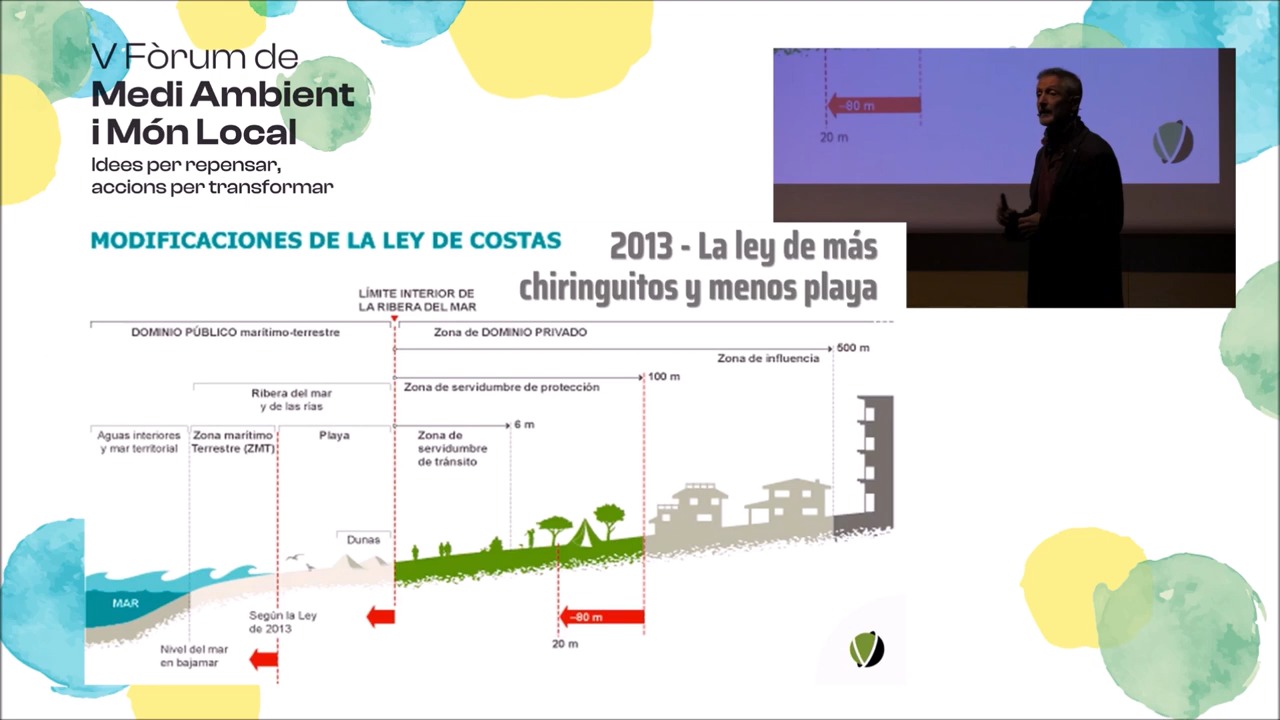 V Fòrum de
Medi Ambient
i Món Local
Idees per repensar,
accions per transformar
–80 m
20 m
MODIFICACIONES DE LA LEY DE COSTAS
2013 - La ley de más
chiringuitos y menos playa
LÍMITE INTERIOR DE
LA RIBERA DEL MAR
DOMINIO PÚBLICO marítimo-terrestre
Zona de DOMINIO PRIVADO
500 m
Zona de influencia
100 m
Zona de servidumbre de protección
Ribera del mar
y de las rías
6 m
Aguas interiores
y mar territorial
Zona marítimo
Terrestre (ZMT)
Playa
Zona de
servidumbre
de tránsito
Dunas
MAR
Según la Ley
de 2013
–80 m
20 m
Nivel del mar
en bajamar